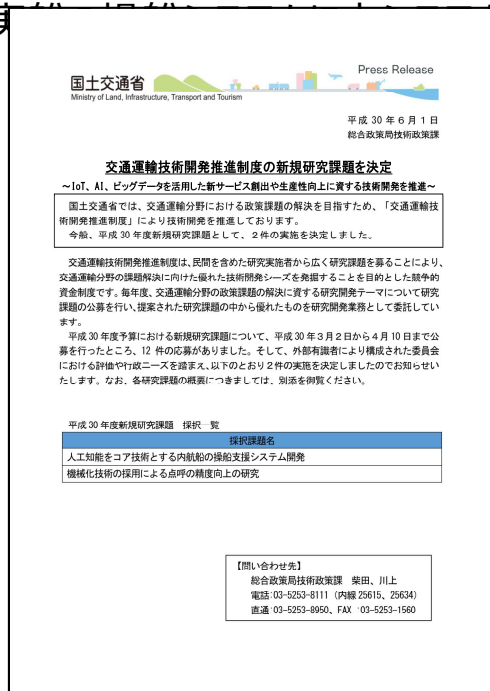 Press Release
国土交通省
Ministry of Land, Infrastructure, Transport and Tourism
平成 30 年 6 月 1 日
総合政策局技術政策課
交通運輸技術開発推進制度の新規研究課題を決定
～IoT、AI、ビッグデータを活用した新サービス創出や生産性向上に資する技術開発を推進～
国土交通省では、交通運輸分野における政策課題の解決を目指すため、「交通運輸技
術開発推進制度」により技術開発を推進しております。
今般、平成 30 年度新規研究課題として、2件の実施を決定しました。
交通運輸技術開発推進制度は、民間を含めた研究実施者から広く研究課題を募ることにより、
交通運輸分野の課題解決に向けた優れた技術開発シーズを発掘することを目的とした競争的
資金制度です。毎年度、交通運輸分野の政策課題の解決に資する研究開発テーマについて研究
課題の公募を行い、提案された研究課題の中から優れたものを研究開発業務として委託してい
ます。
平成 30 年度予算における新規研究課題について、平成 30 年3月2日から4月 10 日まで公
募を行ったところ、12 件の応募がありました。そして、外部有識者により構成された委員会
における評価や行政ニーズを踏まえ、以下のとおり2件の実施を決定しましたのでお知らせい
たします。なお、各研究課題の概要につきましては、別添を御覧ください。
平成 30 年度新規研究課題 採択一覧
採択課題名
人工知能をコア技術とする内航船の操船支援システム開発
機械化技術の採用による点呼の精度向上の研究
【問い合わせ先】
総合政策局技術政策課 柴田、川上
電話:03-5253-8111 (内線 25615、25634)
直通:03-5253-8950、FAX :03-5253-1560